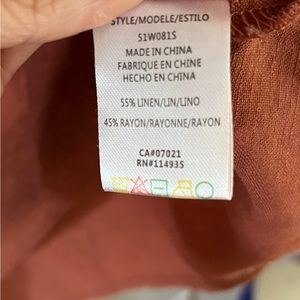 STYLE/MODELE/ESTILO
51W081S
MADE IN CHINA
FABRIQUE EN CHINE
HECHO EN CHINA
55% LINEN/LIN/LINO
45% RAYON/RAYONNE/RAYON
CA#07021
RN#114935